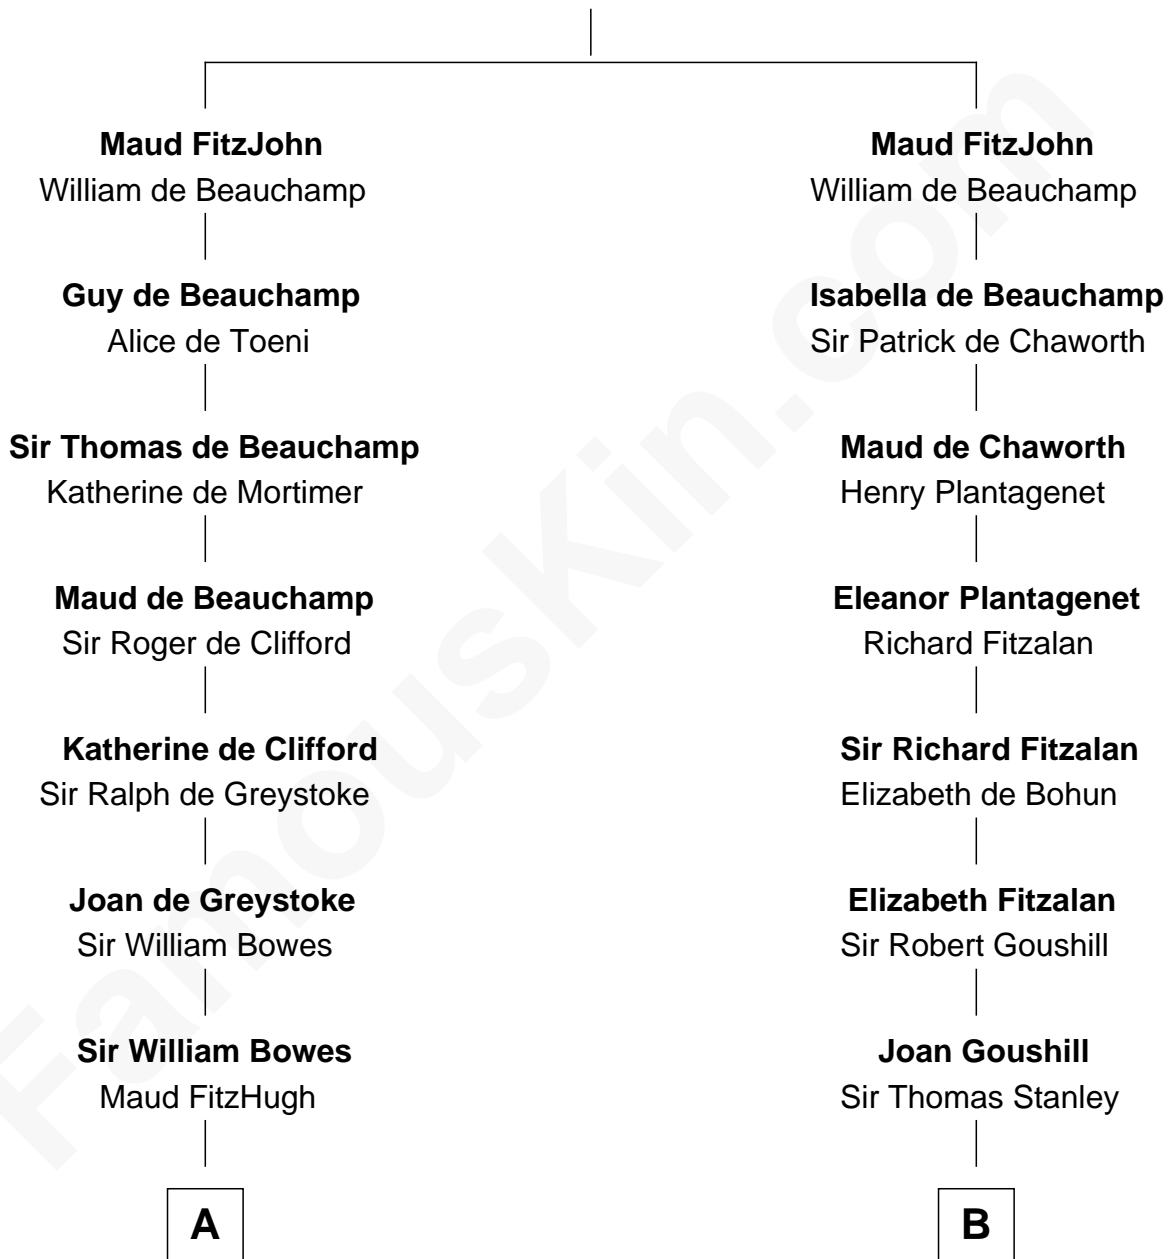 Maud FitzJohn
William de Beauchamp
Guy de Beauchamp
Alice de Toeni
Sir Thomas de Beauchamp
Katherine de Mortimer
Maud de Beauchamp
Sir Roger de Clifford
Katherine de Clifford
Sir Ralph de Greystoke
Joan de Greystoke
Sir William Bowes
Sir William Bowes
Maud FitzHugh
A
Maud FitzJohn
William de Beauchamp
Isabella de Beauchamp
Sir Patrick de Chaworth
Maud de Chaworth
Henry Plantagenet
Eleanor Plantagenet
Richard Fitzalan
Sir Richard Fitzalan
Elizabeth de Bohun
Elizabeth Fitzalan
Sir Robert Goushill
Joan Goushill
Sir Thomas Stanley
B
FamousKin.com